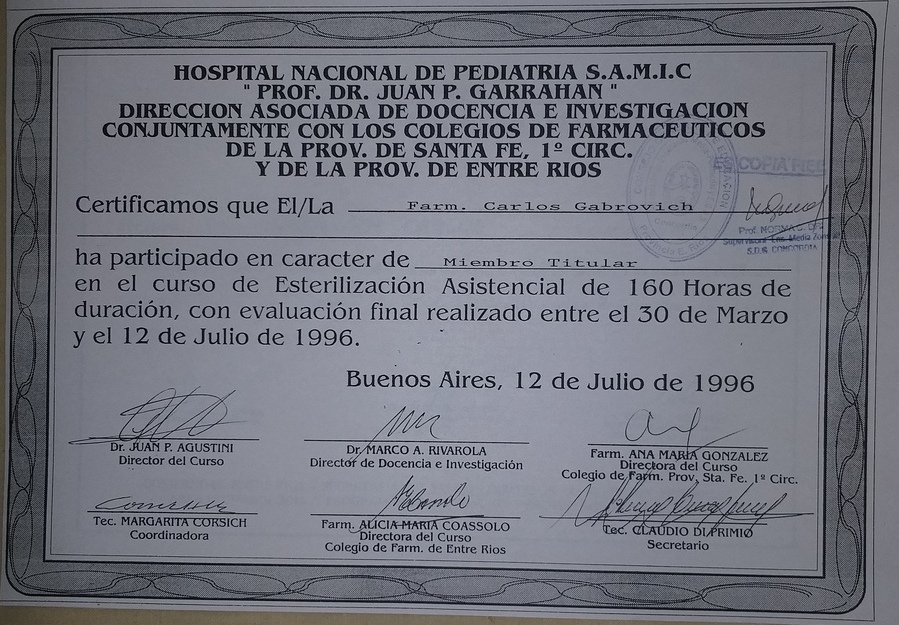 HOSPITAL NACIONAL DE PEDIATRIA S.A.M.I.C
" PROF. DR. JUAN P. GARRAHAN "
DIRECCION ASOCIADA DE DOCENCIA E INVESTIGACION
CONJUNTAMENTE CON LOS COLEGIOS DE FARMACEUTICOS
DE LA PROV. DE SANTA FE, 1º CIRC.
Y DE LA PROV. DE ENTRE RIOS
ES COPIA
Certificamos que El/La Farm. Carlos Gabrovich
Prof. NORMA
Supervisora Ens. Media
S.D.S. CONCORDIA
ha participado en caracter de Miembro Titular
en el curso de Esterilización Asistencial de 160 Horas de
duración, con evaluación final realizado entre el 30 de Marzo
y el 12 de Julio de 1996.
Buenos Aires, 12 de Julio de 1996
Dr. JUAN P. AGUSTINI
Director del Curso
Dr. MARCO A. RIVAROLA
Director de Docencia e Investigación
Farm. ANA MARIA GONZALEZ
Directora del Curso
Colegio de Farm. Prov, Sta. Fe, 1º Circ.
Tec. MARGARITA CORSICH
Coordinadora
Farm. ALICIA MARIA COASSOLO
Directora del Curso
Colegio de Farm. de Entre Rios
Tec. CLAUDIO DI PRIMIO
Secretario